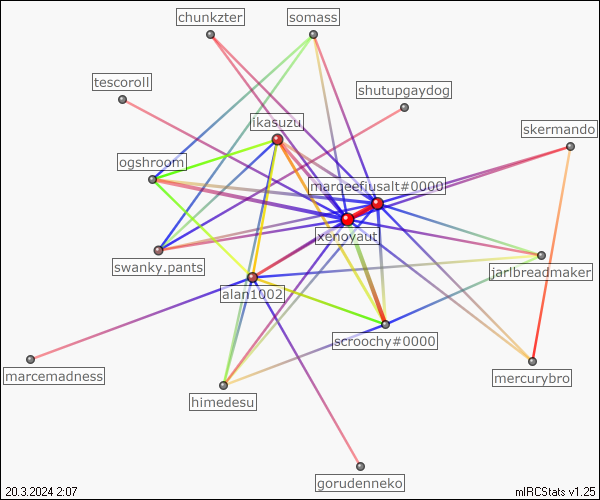 chunkzter
somass
tescoroll
shutupgaydog
ikasuzu
skermando
ogshroom
marqeefiusalt#0000
xenoyaut
swanky.pants
jarlbreadmaker
alan1002
scroochy#0000
marcemadness
mercurybro
himedesu
gorudenneko
20.3.2024 2:07
mIRCStats v1.25